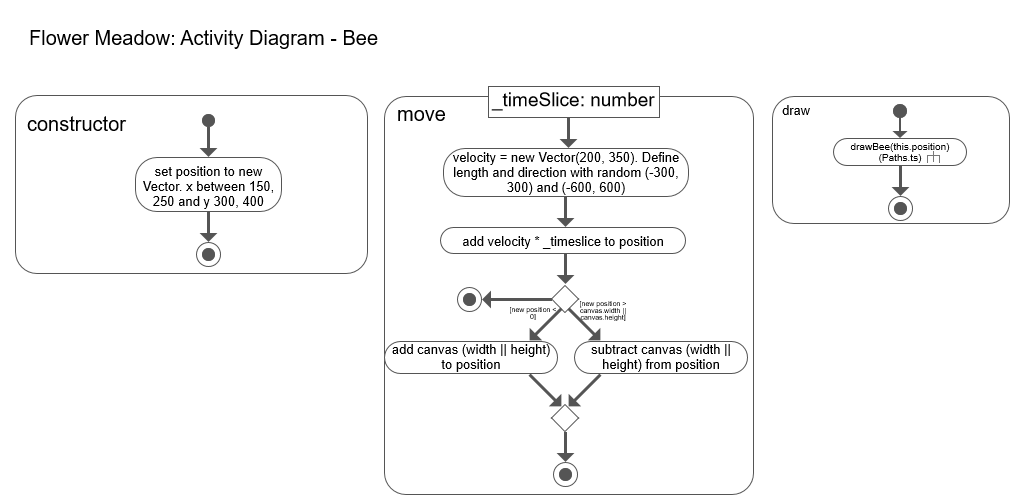 Flower Meadow: Activity Diagram - Bee
constructor
set position to new
Vector. x between 150,
250 and y 300, 400
_timeSlice: number
move
velocity = new Vector(200, 350). Define
length and direction with random (-300,
300) and (-600, 600)
add velocity * _timeslice to position
[new position <
0]
[new position >
canvas.width ||
canvas.height]
add canvas (width || height)
to position
subtract canvas (width ||
height) from position
draw
drawBee(this.position)
(Paths.ts)